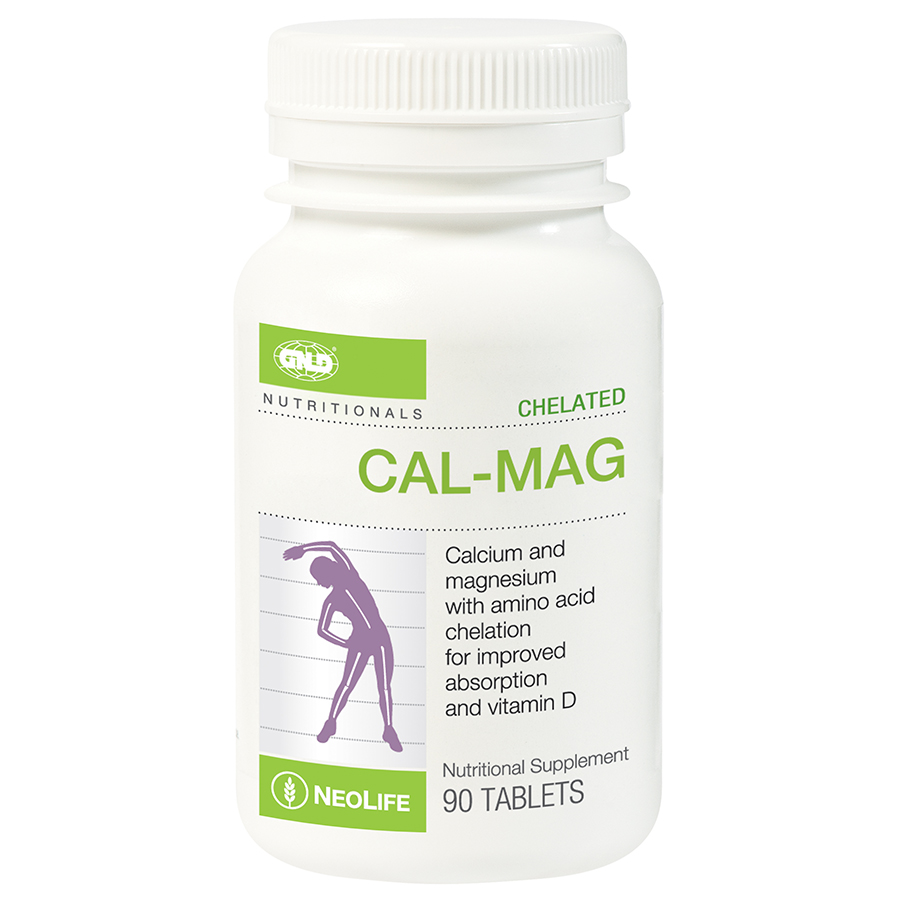 GNLD®
NUTRITIONALS
CHELATED
CAL-MAG
Calcium and
magnesium
with amino acid
chelation
for improved
absorption
and vitamin D
Nutritional Supplement
90 TABLETS
NEOLIFE